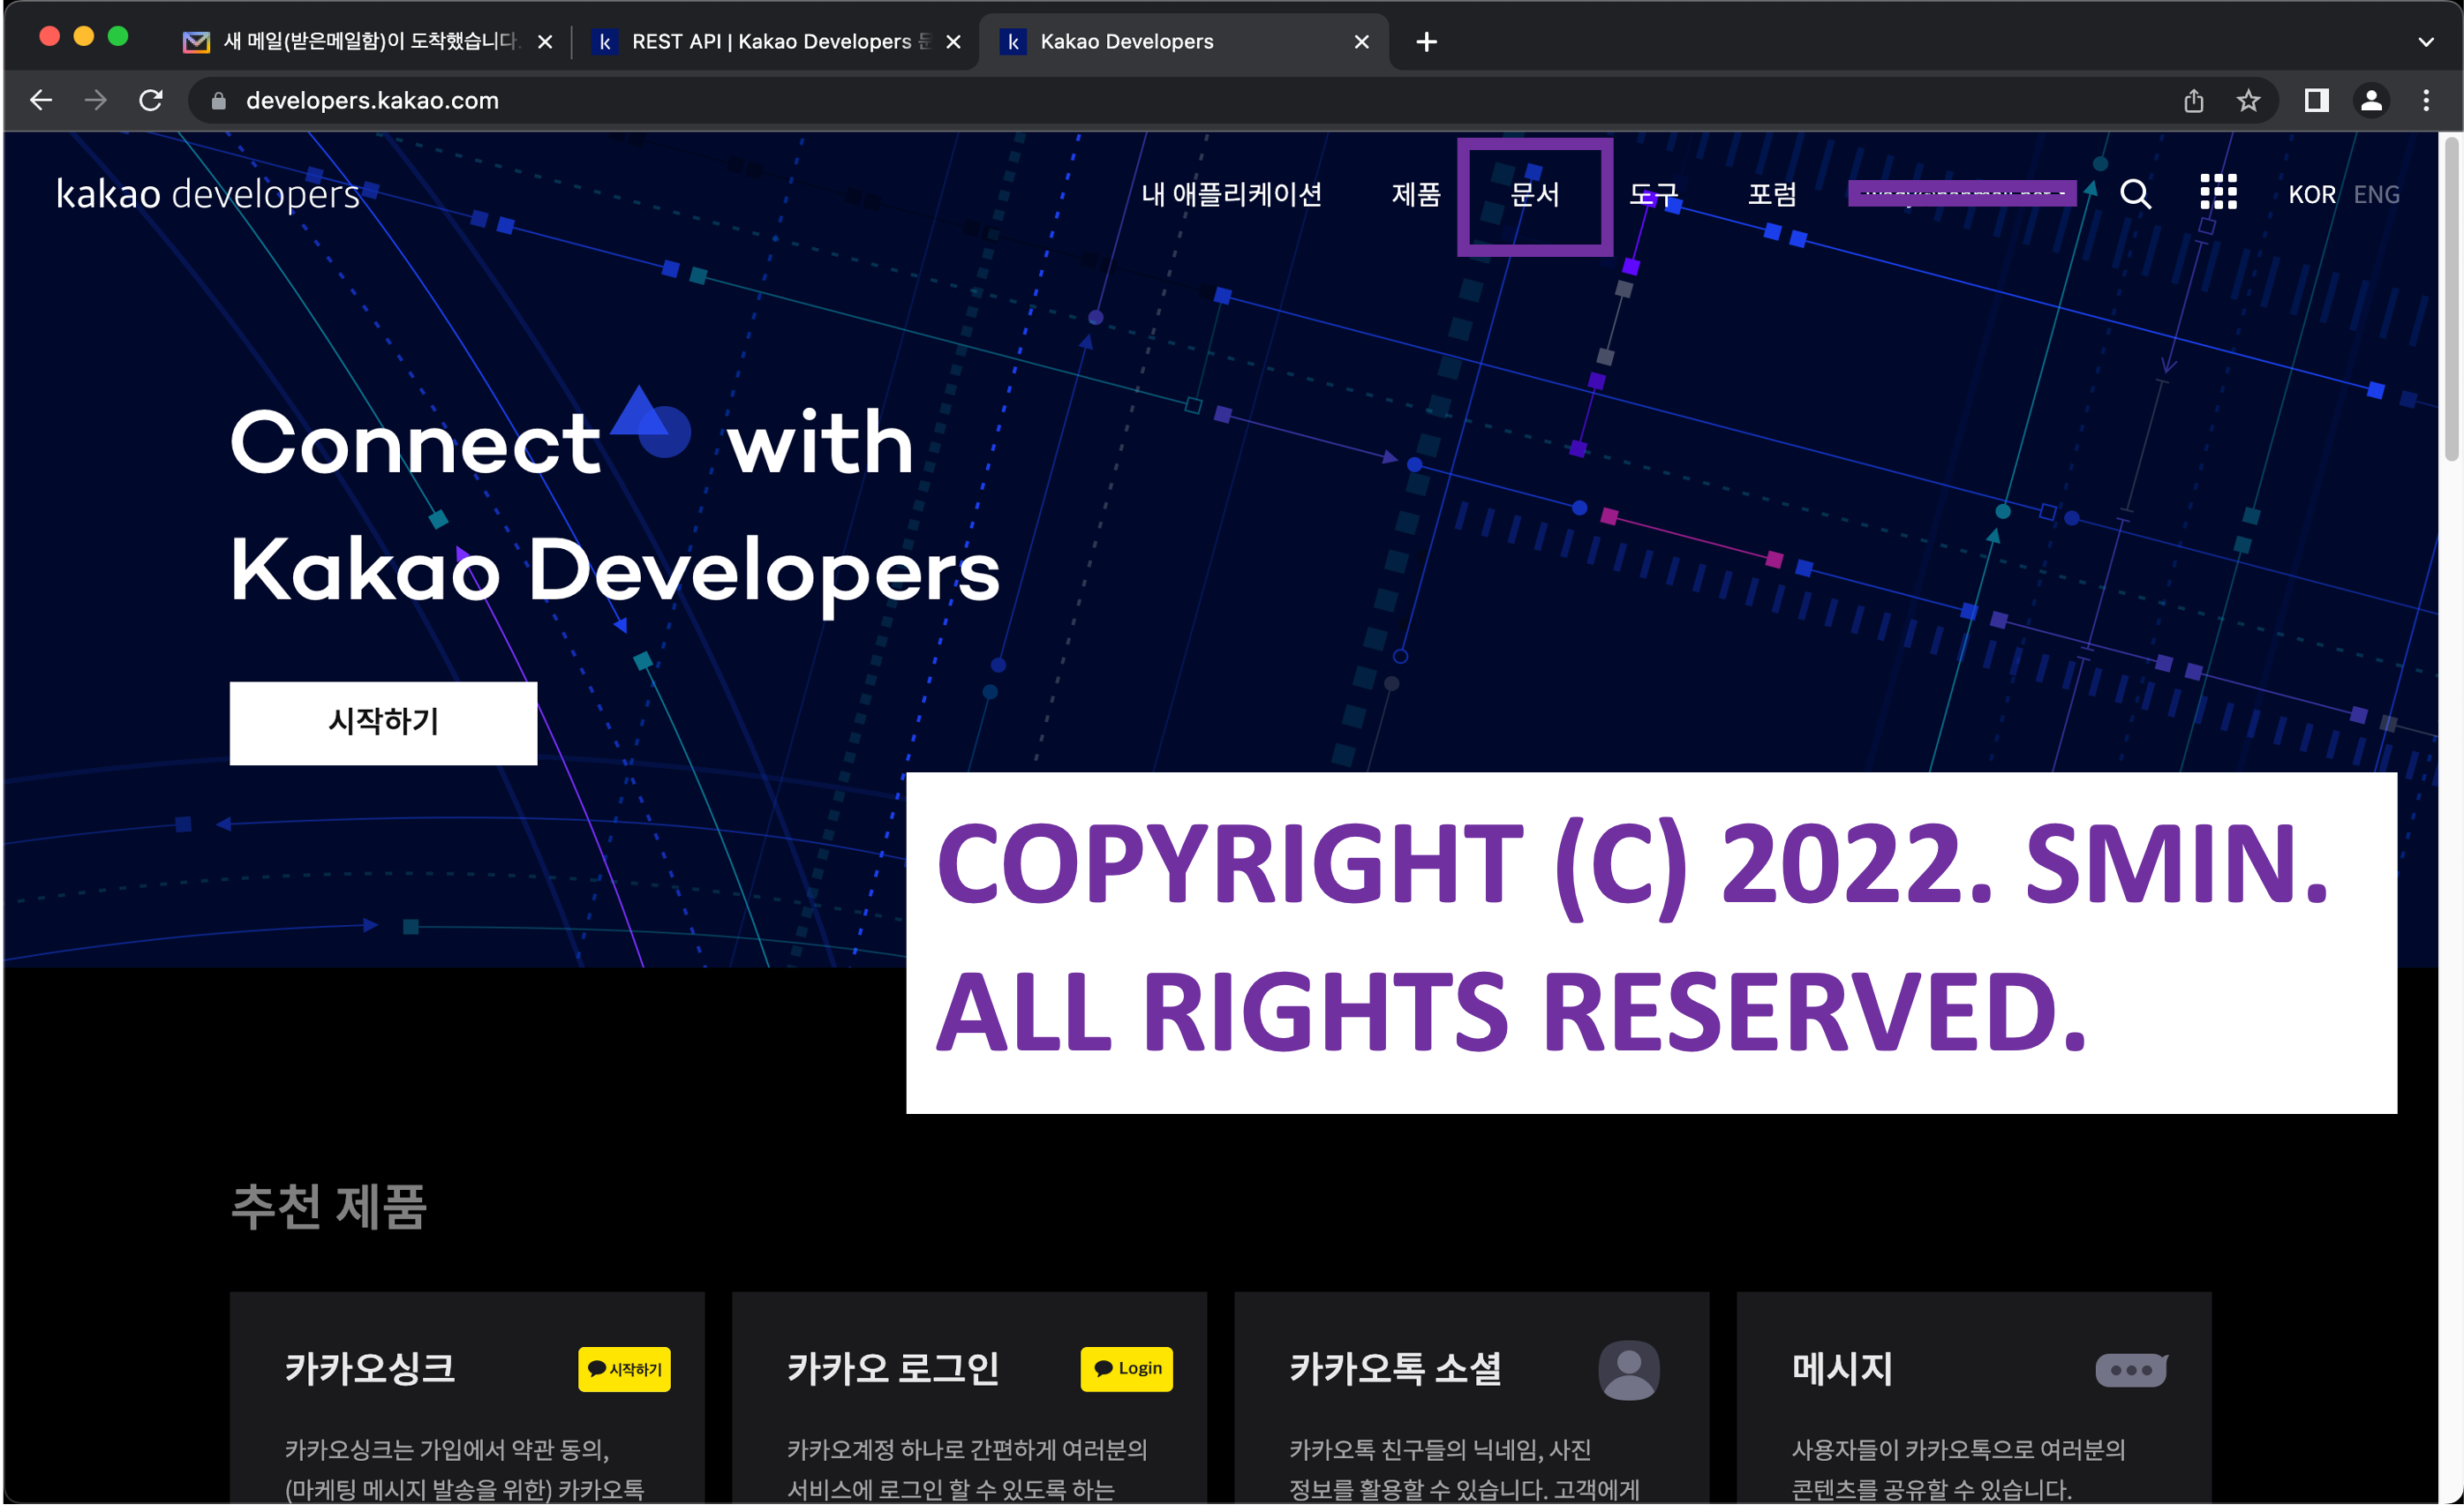 새 메일(받은메일함)이 도착했습니다.
REST API | Kakao Developers
Kakao Developers
developers.kakao.com
kakao developers
내 애플리케이션 제품 문서 도구 포럼 KOR ENG
Connect with
Kakao Developers
시작하기
COPYRIGHT (C) 2022. SMIN.
ALL RIGHTS RESERVED.
추천 제품
카카오싱크
시작하기
카카오싱크는 가입에서 약관 동의,
(마케팅 메시지 발송을 위한) 카카오톡
카카오 로그인
Login
카카오계정 하나로 간편하게 여러분의
서비스에 로그인 할 수 있도록 하는
카카오톡 소셜
카카오톡 친구들의 닉네임, 사진
정보를 활용할 수 있습니다. 고객에게
메시지
사용자들이 카카오톡으로 여러분의
콘텐츠를 공유할 수 있습니다.